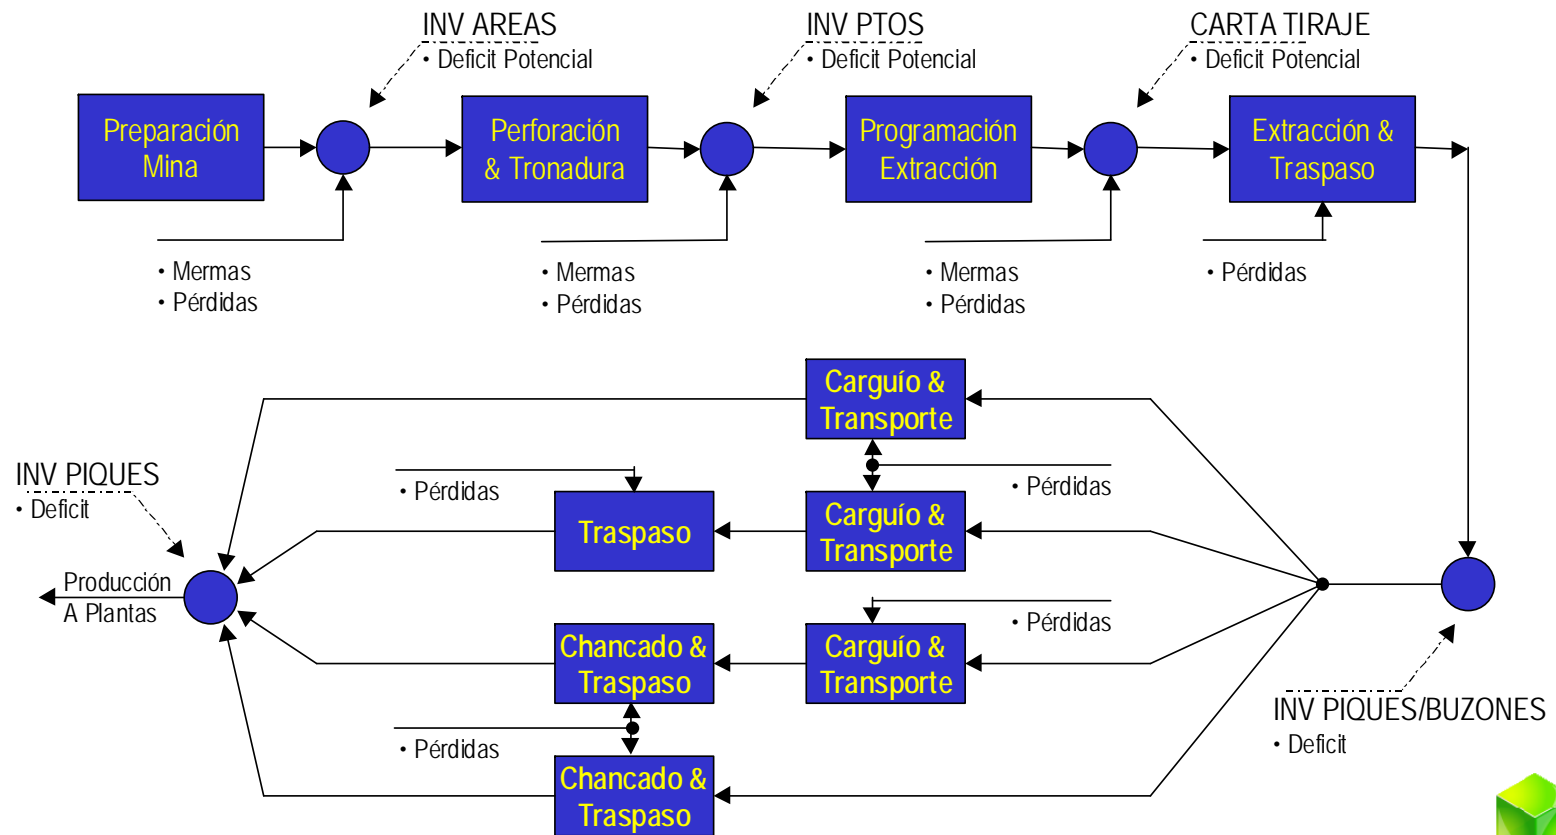 INV AREAS
• Deficit Potencial
INV PTOS
• Deficit Potencial
CARTA TIRAJE
• Deficit Potencial
Preparación
Mina
Perforación
& Tronadura
Programación
Extracción
Extracción &
Traspaso
• Mermas
• Pérdidas
• Mermas
• Pérdidas
• Mermas
• Pérdidas
• Pérdidas
Carguío &
Transporte
INV PIQUES
• Deficit
• Pérdidas
• Pérdidas
Traspaso
Carguío &
Transporte
Producción
A Plantas
• Pérdidas
Chancado &
Traspaso
Carguío &
Transporte
INV PIQUES/BUZONES
• Deficit
• Pérdidas
Chancado &
Traspaso